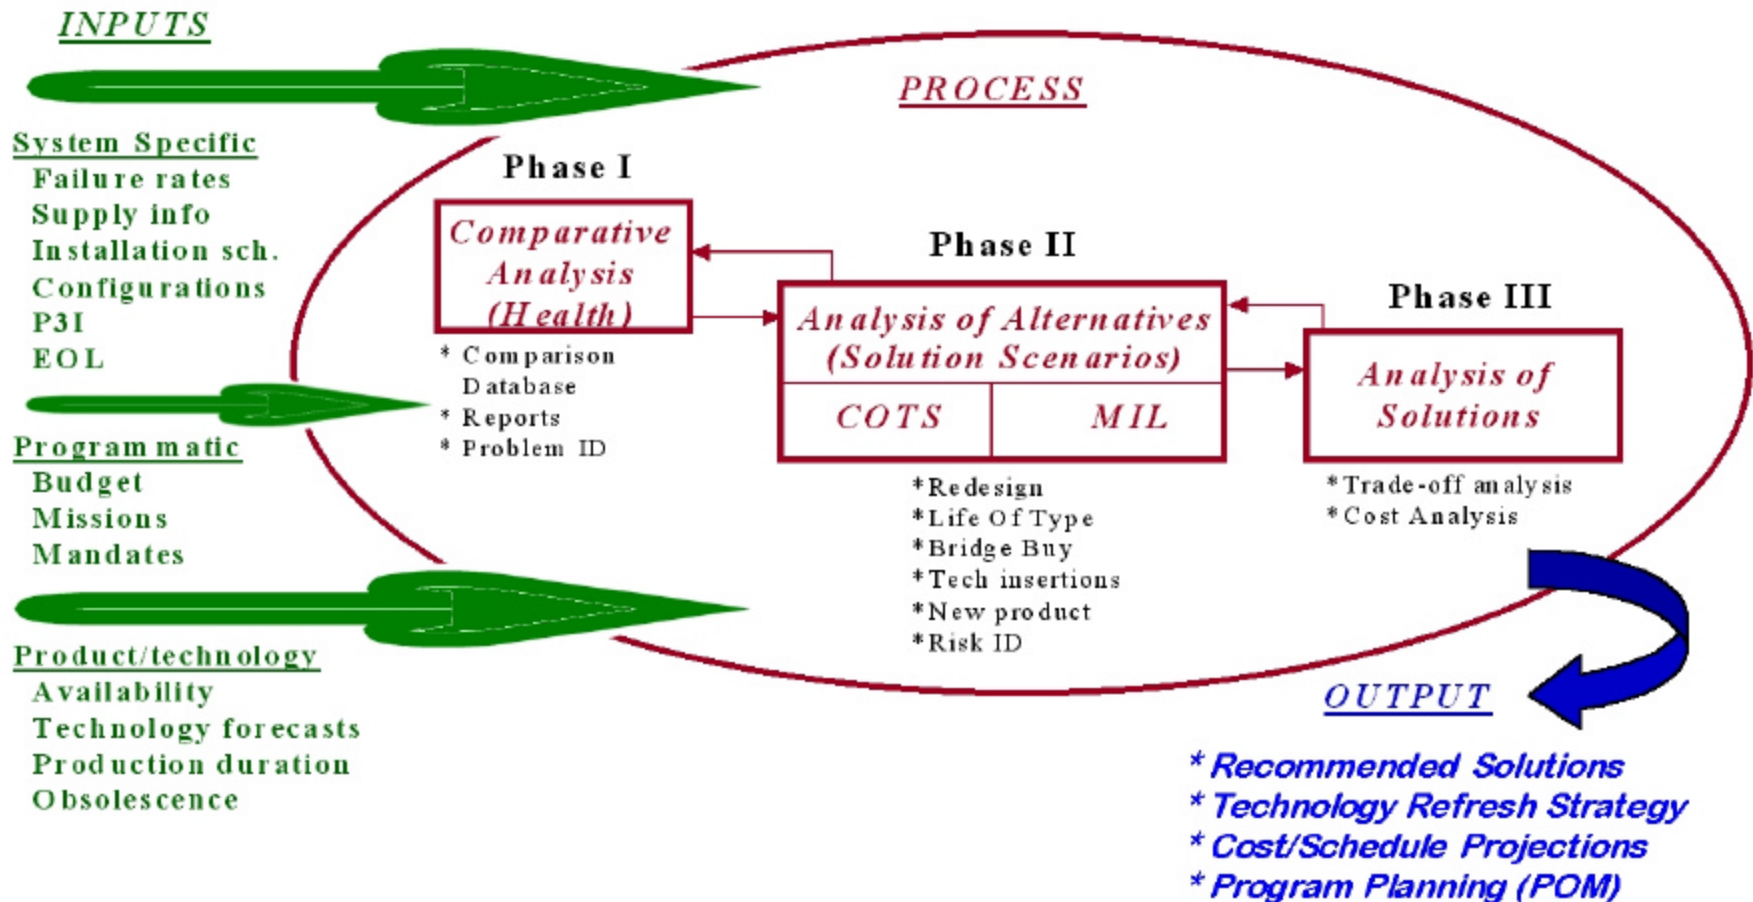 INPUTS
System Specific
Failure rates
Supply info
Installation sch.
Configurations
P3I
EOL
Programmatic
Budget
Missions
Mandates
Product/technology
Availability
Technology forecasts
Production duration
Obsolescence
PROCESS
Phase I
Comparative
Analysis
(Health)
* Comparison
Database
* Reports
* Problem ID
Phase II
Analysis of Alternatives
(Solution Scenarios)
COTS
MIL
*Redesign
*Life Of Type
*Bridge Buy
*Tech insertions
*New product
*Risk ID
Phase III
Analysis of
Solutions
*Trade-off analysis
*Cost Analysis
OUTPUT
* Recommended Solutions
* Technology Refresh Strategy
* Cost/Schedule Projections
* Program Planning (POM)